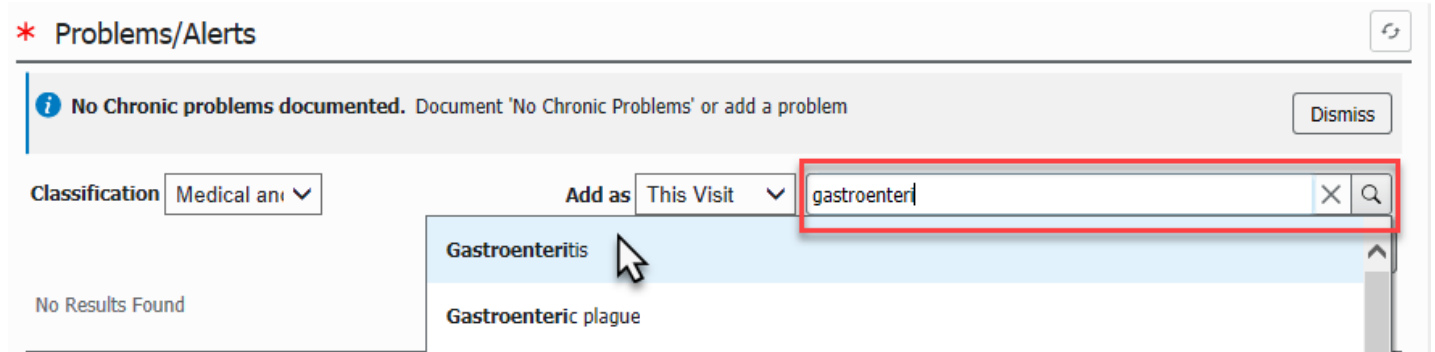 * Problems/Alerts
No Chronic problems documented. Document 'No Chronic Problems' or add a problem
Dismiss
Classification Medical and
Add as This Visit gastroenteri
Gastroenteritis
No Results Found
Gastroenteric plague